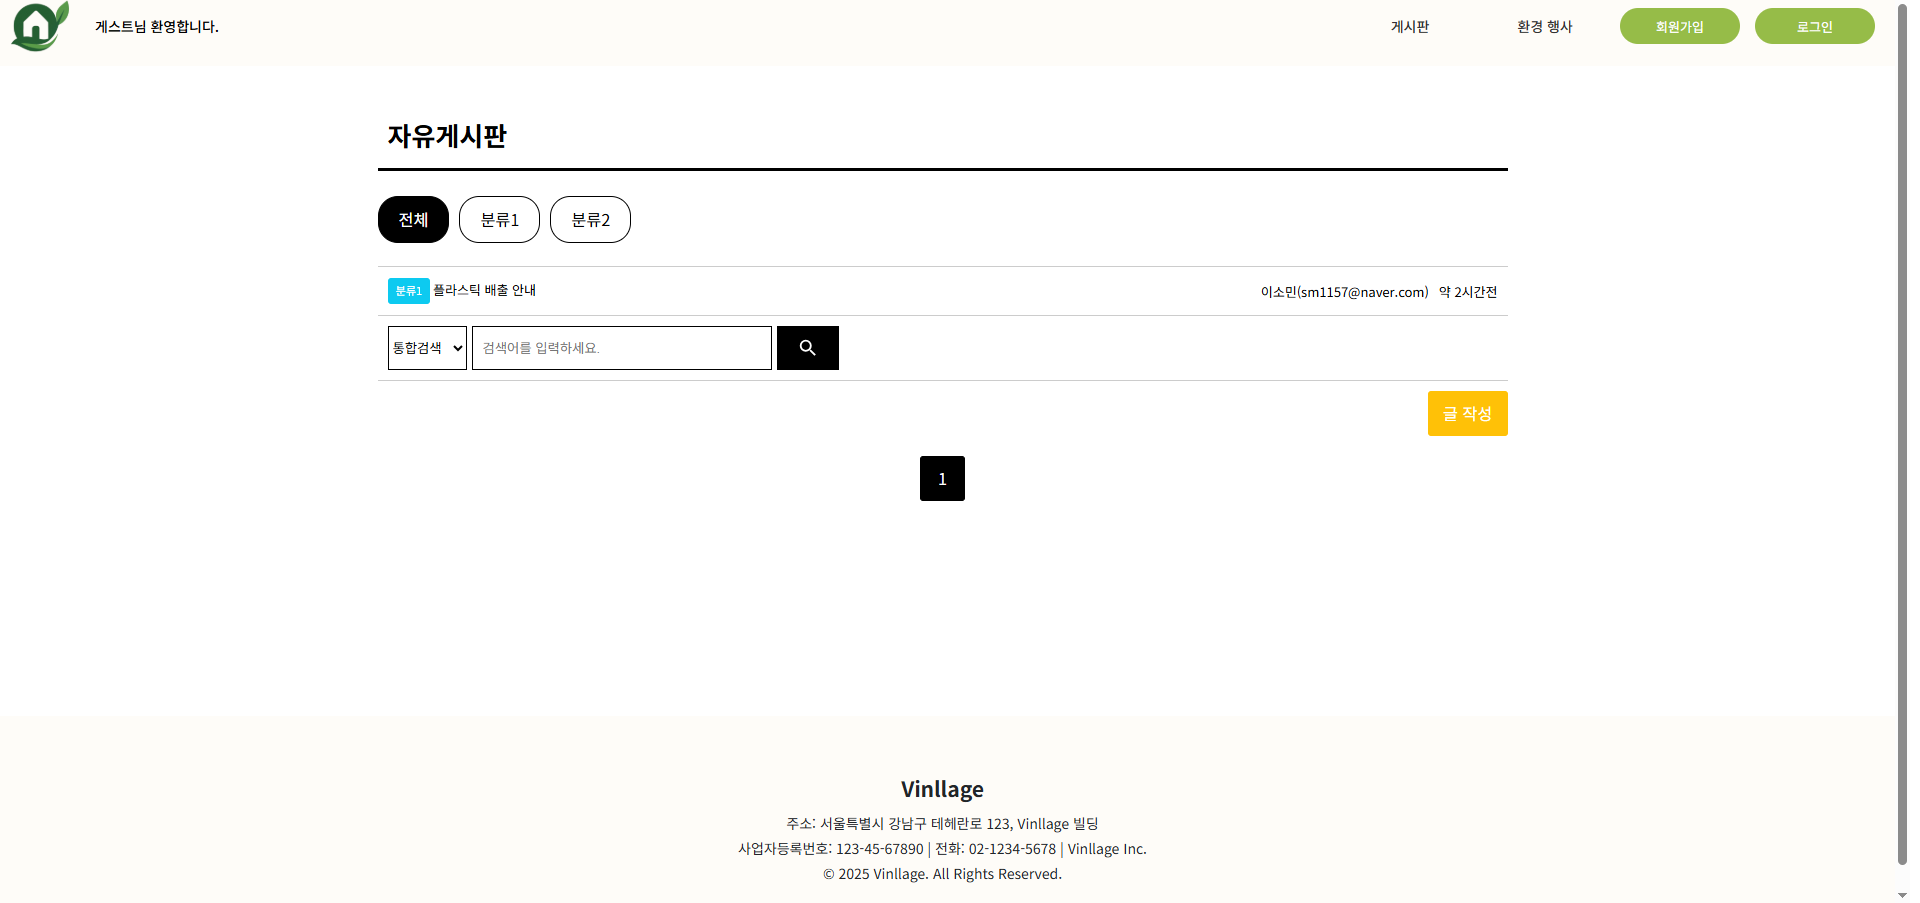 게스트님 환영합니다.
게시판
환경 행사
회원가입
로그인
자유게시판
전체
분류1
분류2
분류1 플라스틱 배출 안내
이소민(sm1157@naver.com) 약 2시간전
통합검색
검색어를 입력하세요.
글 작성
1
Vinllage
주소: 서울특별시 강남구 테헤란로 123, Vinllage 빌딩
사업자등록번호: 123-45-67890 | 전화: 02-1234-5678 | Vinllage Inc.
© 2025 Vinllage. All Rights Reserved.